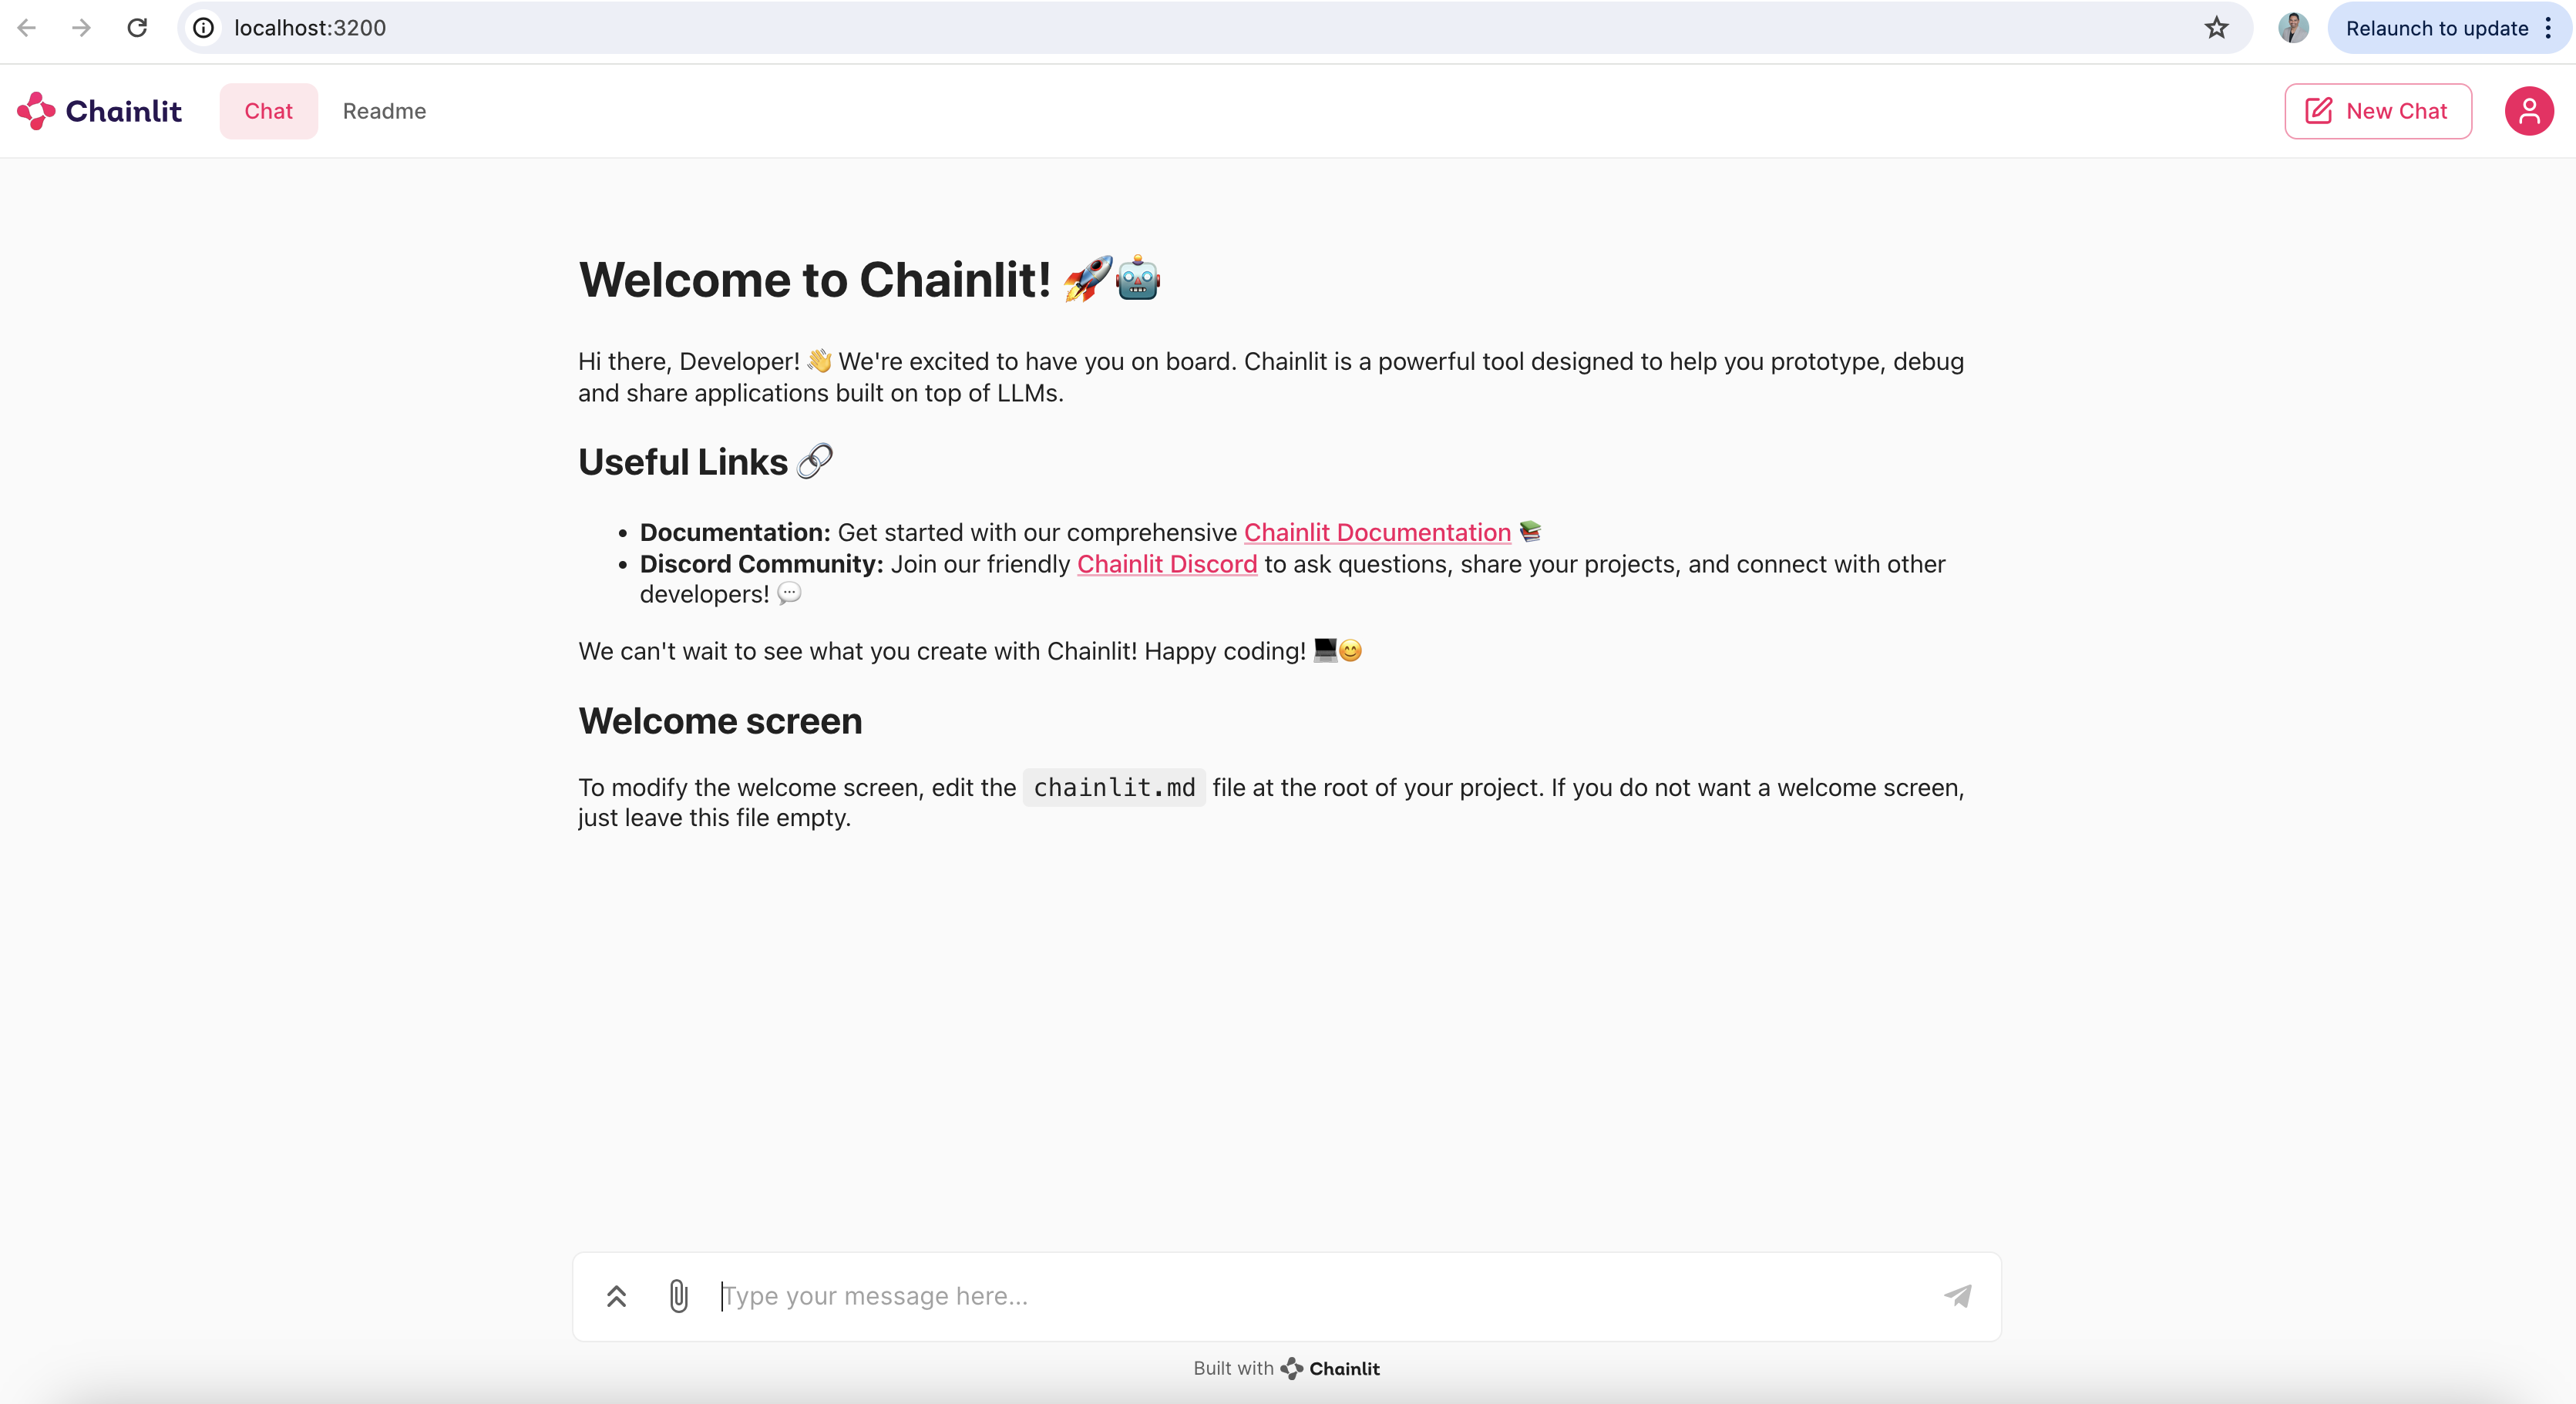 localhost:3200
Relaunch to update
Chainlit
Chat
Readme
New Chat
Welcome to Chainlit! 🚀🤖
Hi there, Developer! 👋 We're excited to have you on board. Chainlit is a powerful tool designed to help you prototype, debug
and share applications built on top of LLMs.
Useful Links 🔗
• Documentation: Get started with our comprehensive Chainlit Documentation 📚
• Discord Community: Join our friendly Chainlit Discord to ask questions, share your projects, and connect with other
developers! 💬
We can't wait to see what you create with Chainlit! Happy coding! 💻😊
Welcome screen
To modify the welcome screen, edit the chainlit.md file at the root of your project. If you do not want a welcome screen,
just leave this file empty.
Type your message here...
Built with Chainlit